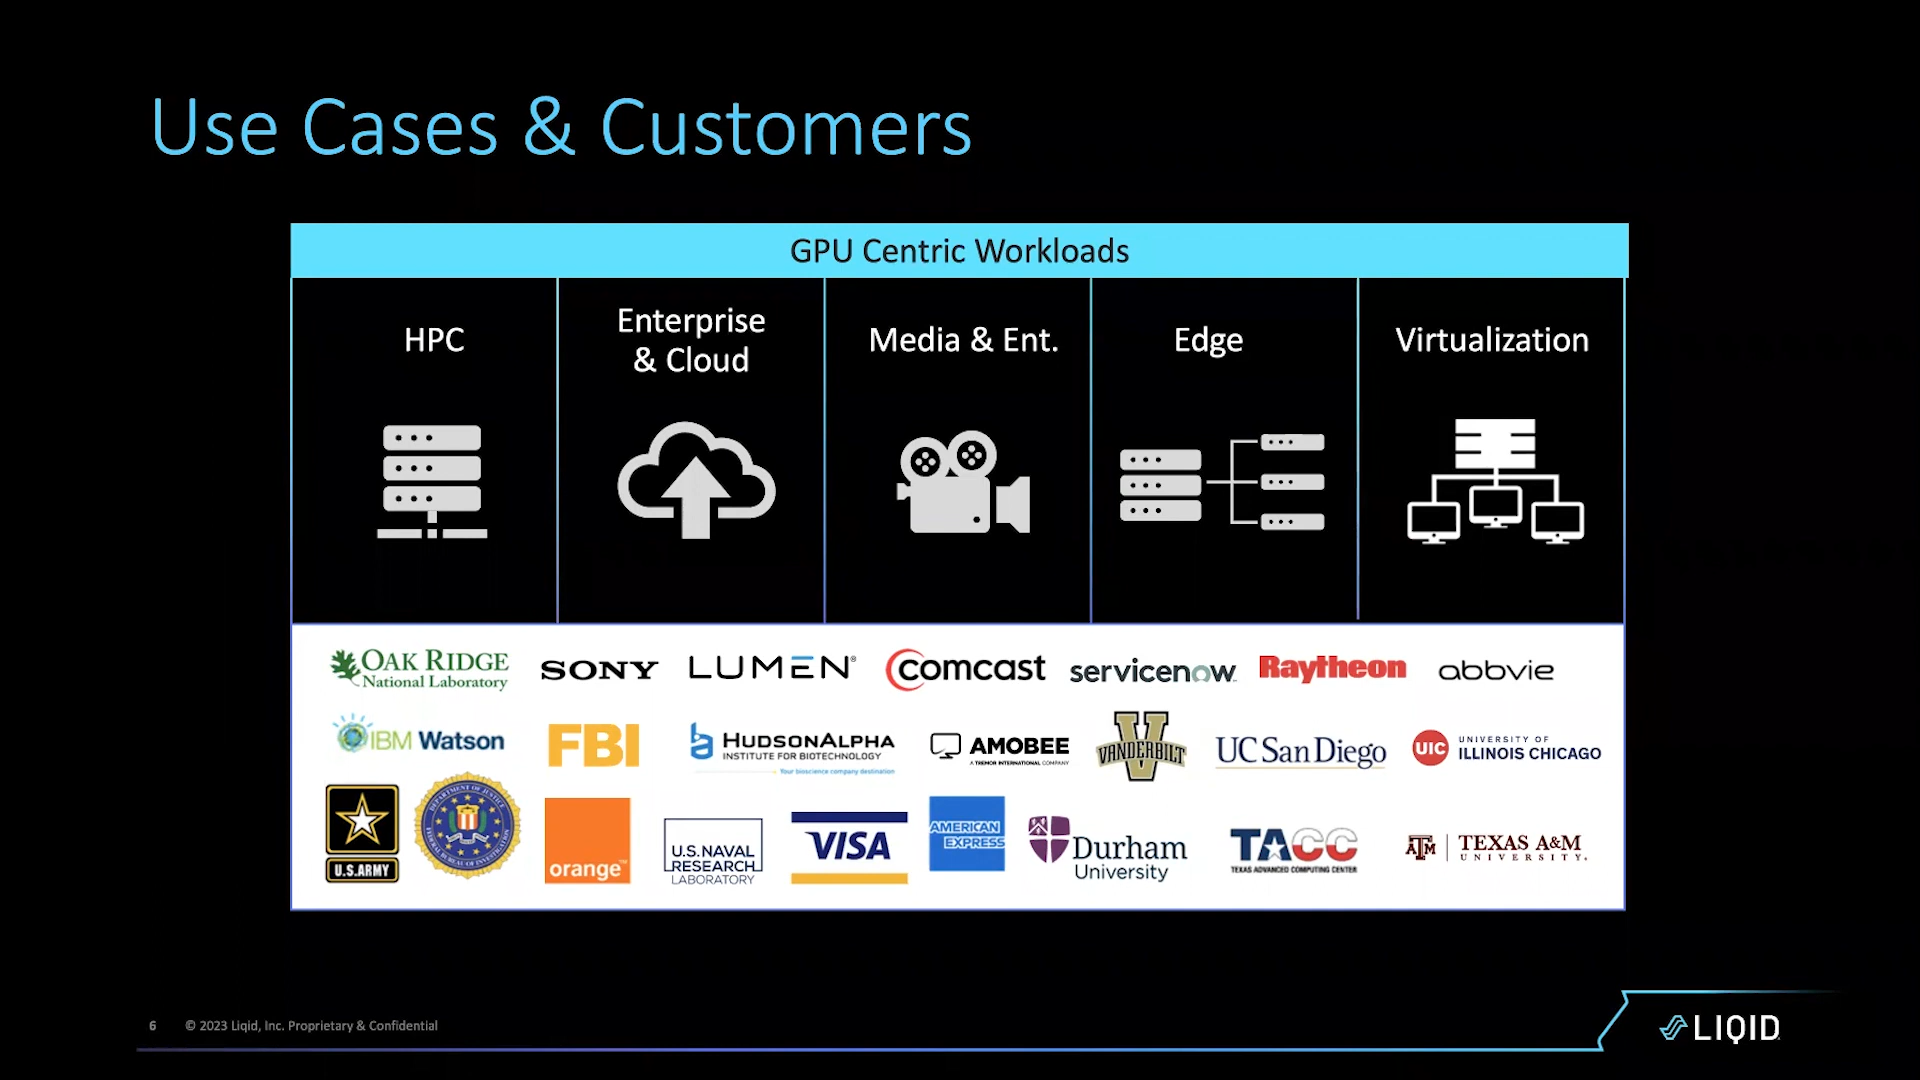 Use Cases & Customers
GPU Centric Workloads
HPC
Enterprise
& Cloud
Media & Ent.
Edge
Virtualization
OAK RIDGE
National Laboratory
SONY
LUMEN®
comcast
servicenow
Raytheon
abbvie
IBM Watson
FBI
HUDSONALPHA
INSTITUTE FOR BIOTECHNOLOGY
Your bioscience company destination
AMOBEE
A TREMOR INTERNATIONAL COMPANY
V
VANDERBILT
UC San Diego
UIC
UNIVERSITY OF
ILLINOIS CHICAGO
U.S.ARMY
DEPARTMENT OF JUSTICE
FEDERAL BUREAU OF INVESTIGATION
orange™
U.S. NAVAL
RESEARCH
LABORATORY
VISA
AMERICAN
EXPRESS
Durham
University
TACC
TEXAS ADVANCED COMPUTING CENTER
ATM
TEXAS A&M
UNIVERSITY.
6
© 2023 Liqid, Inc. Proprietary & Confidential
LIQID